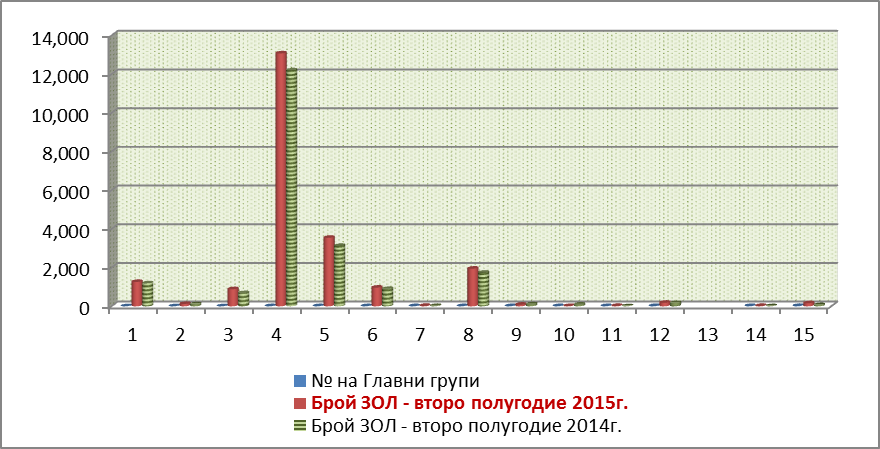 14,000
12,000
10,000
8,000
6,000
4,000
2,000
0
1 2 3 4 5 6 7 8 9 10 11 12 13 14 15
№ на Главни групи
Брой ЗОЛ - второ полугодие 2015г.
Брой ЗОЛ - второ полугодие 2014г.